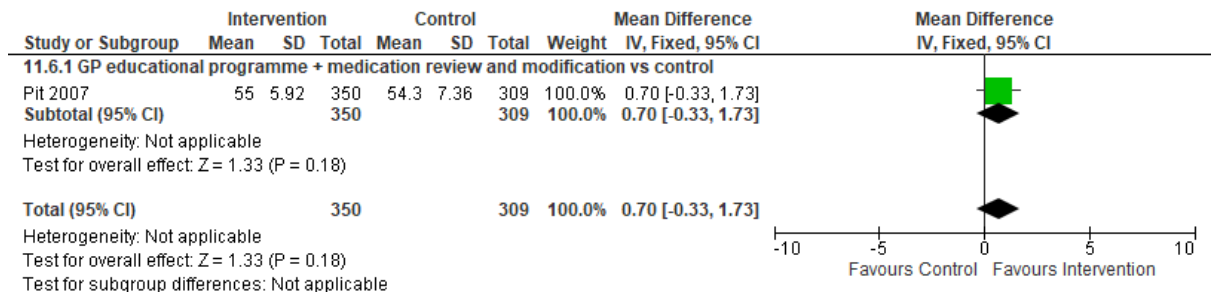 Intervention Control Mean Difference Mean Difference
Study or Subgroup Mean SD Total Mean SD Total Weight IV, Fixed, 95% CI IV, Fixed, 95% CI
11.6.1 GP educational programme + medication review and modification vs control
Pit 2007 55 5.92 350 54.3 7.36 309 100.0% 0.70 [-0.33, 1.73]
Subtotal (95% CI) 350 309 100.0% 0.70 [-0.33, 1.73]
Heterogeneity: Not applicable
Test for overall effect: Z = 1.33 (P = 0.18)
Total (95% CI) 350 309 100.0% 0.70 [-0.33, 1.73]
Heterogeneity: Not applicable
Test for overall effect: Z = 1.33 (P = 0.18)
Test for subgroup differences: Not applicable
-10 -5 0 5 10
Favours Control Favours Intervention